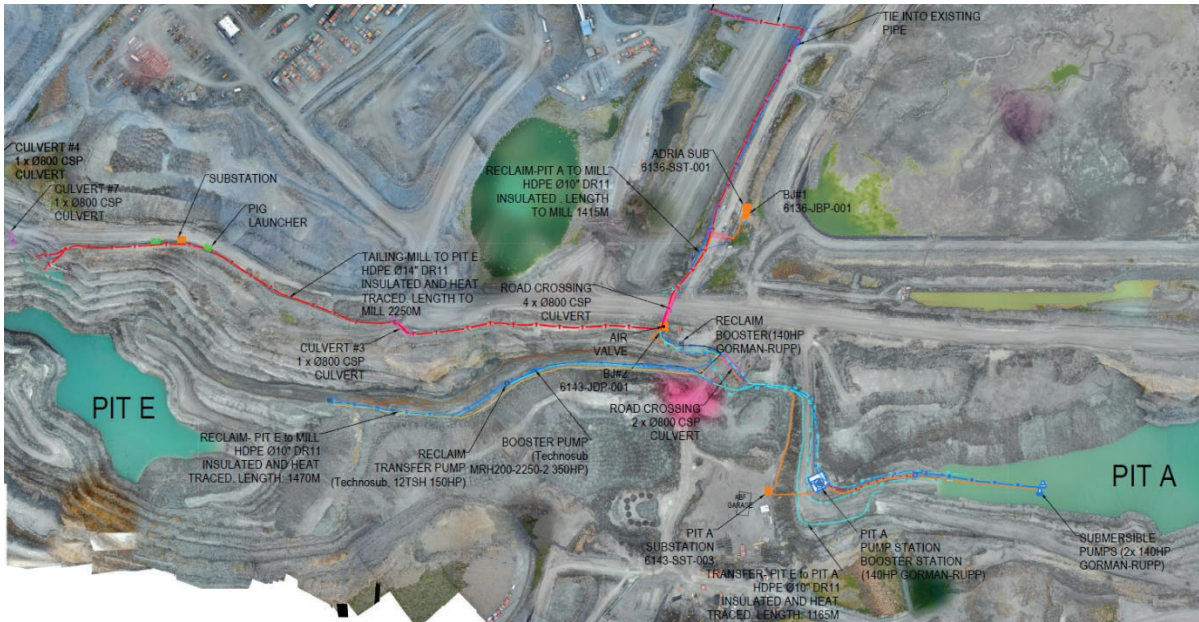 TIE INTO EXISTING
PIPE
CULVERT #4
1 x Ø800 CSP
CULVERT
CULVERT #7
1 x Ø800 CSP
CULVERT
SUBSTATION
PIG
LAUNCHER
ADRIA SUB
6136-SST-001
RECLAIM-PIT A TO MILL
HDPE Ø10" DR11
INSULATED . LENGTH
TO MILL 1415M
BJ#1
6136-JBP-001
TAILING-MILL TO PIT E
HDPE Ø14" DR11
INSULATED AND HEAT
TRACED. LENGTH TO
MILL 2250M
ROAD CROSSING
4 x Ø800 CSP
CULVERT
AIR
VALVE
RECLAIM
BOOSTER(140HP
GORMAN-RUPP)
CULVERT #3
1 x Ø800 CSP
CULVERT
BJ#2
6143-JDP-001
ROAD CROSSING
2 x Ø800 CSP
CULVERT
PIT E
RECLAIM- PIT E to MILL
HDPE Ø10" DR11
INSULATED AND HEAT
TRACED. LENGTH: 1470M
RECLAIM
TRANSFER PUMP
(Technosub, 12TSH 150HP)
BOOSTER PUMP
(Technosub
MRH200-2250-2 350HP)
PIT A
ABF
GARAGE
PIT A
SUBSTATION
6143-SST-003
PIT A
PUMP STATION
BOOSTER STATION
(140HP GORMAN-RUPP)
SUBMERSIBLE
PUMPS (2x 140HP
GORMAN-RUPP)
TRANSFER- PIT E to PIT A
HDPE Ø10" DR11
INSULATED AND HEAT
TRACED. LENGTH: 1165M